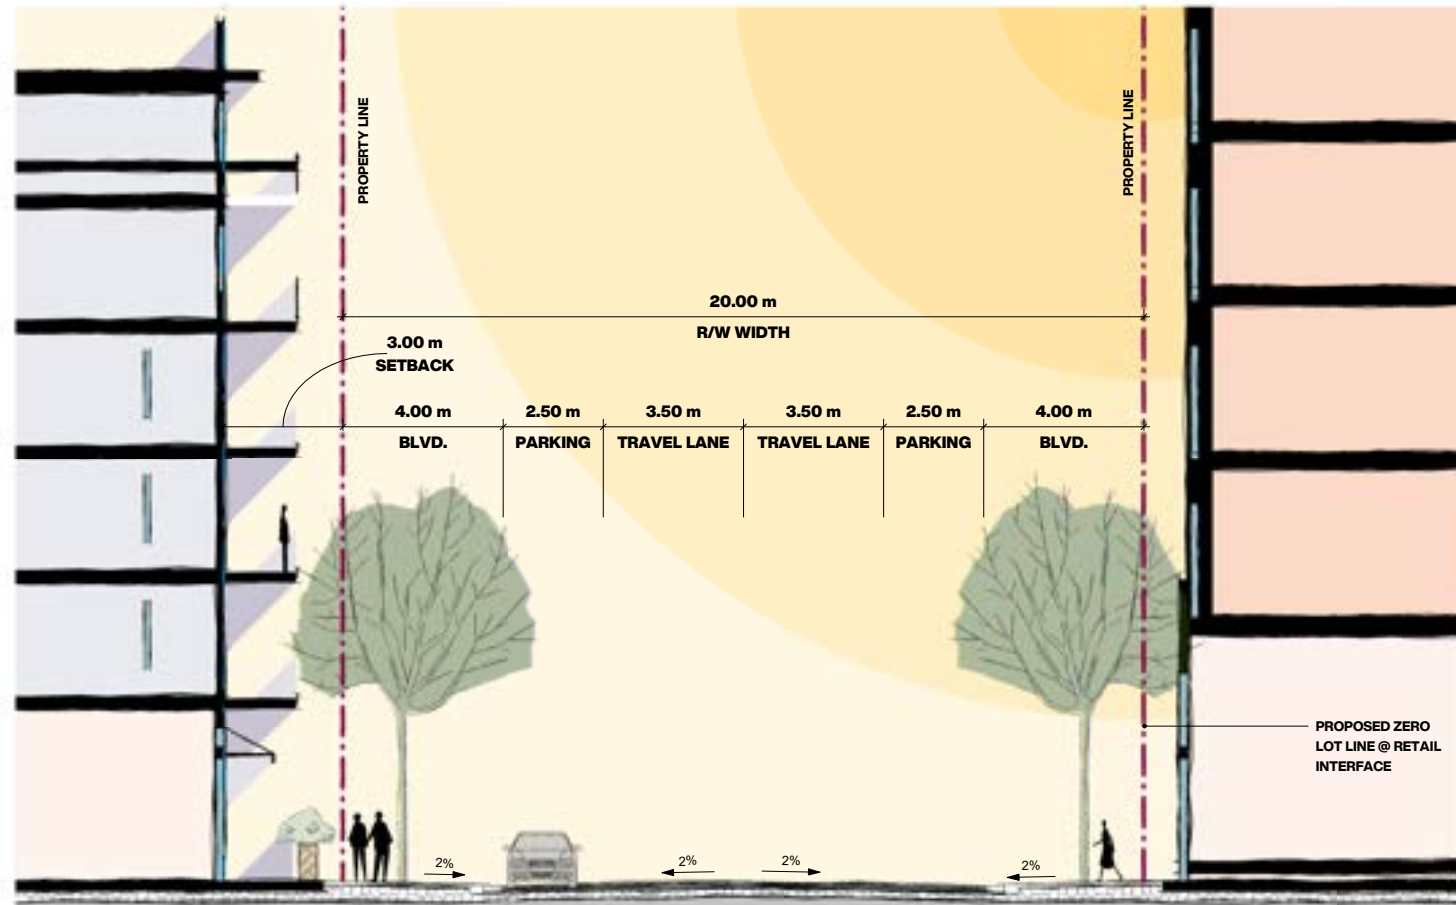 PROPERTY LINE
PROPERTY LINE
20.00 m
R/W WIDTH
3.00 m
SETBACK
4.00 m
2.50 m
3.50 m
3.50 m
2.50 m
4.00 m
BLVD.
PARKING
TRAVEL LANE
TRAVEL LANE
PARKING
BLVD.
PROPOSED ZERO
LOT LINE @ RETAIL
INTERFACE
2%
2%
2%
2%